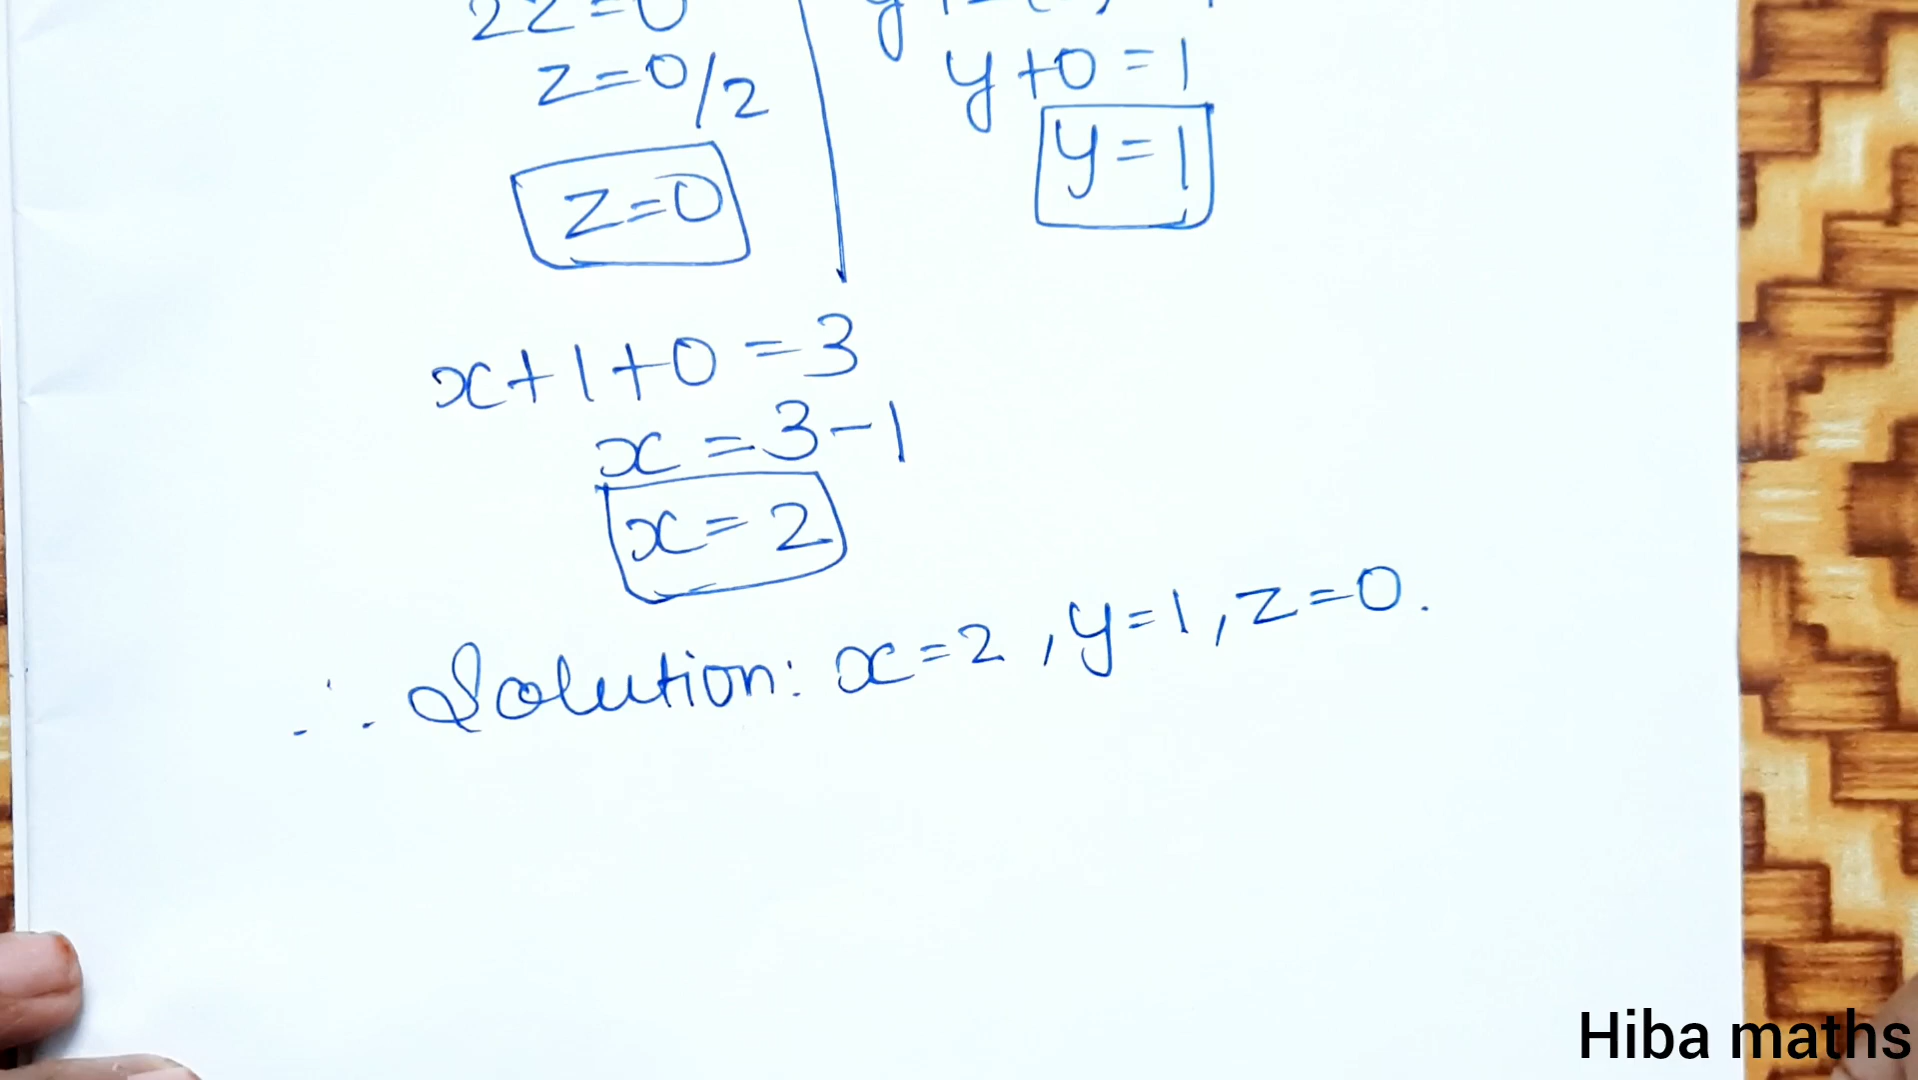 2z=0
z=0/2
z=0
y+0=1
y=1
x+1+0=3
x=3-1
x=2
∴ Solution: x=2, y=1, z=0.
Hiba maths